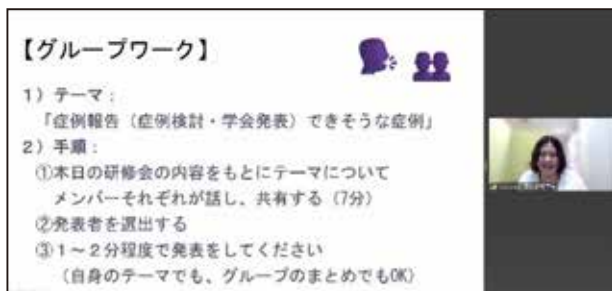 【グループワーク】
1）テーマ：
「症例報告（症例検討・学会発表）できそうな症例」
2）手順：
①本日の研修会の内容をもとにテーマについて
メンバーそれぞれが話し、共有する（7分）
②発表者を選出する
③1～2分程度で発表をしてください
（自身のテーマでも、グループのまとめでもOK）